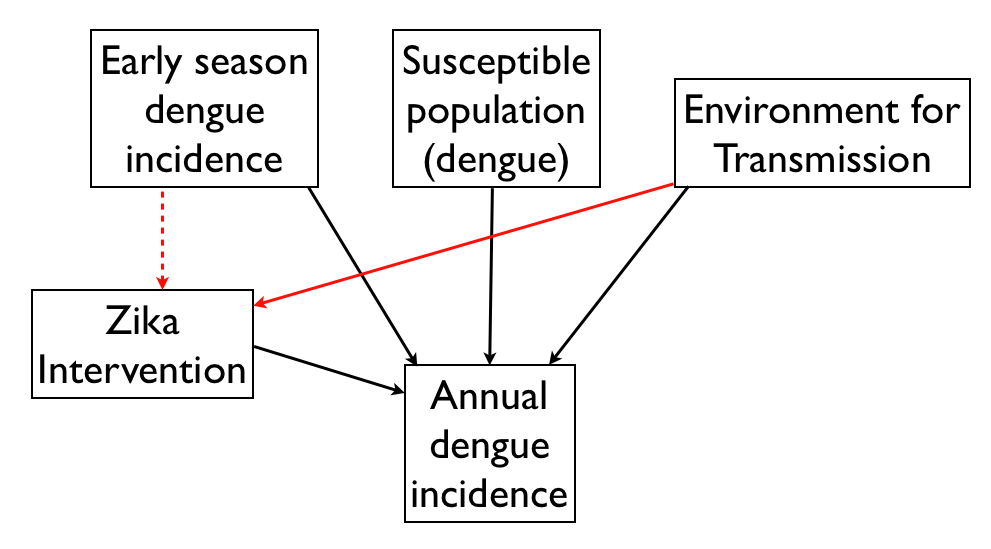 Early season
dengue
incidence
Susceptible
population
(dengue)
Environment for
Transmission
Zika
Intervention
Annual
dengue
incidence